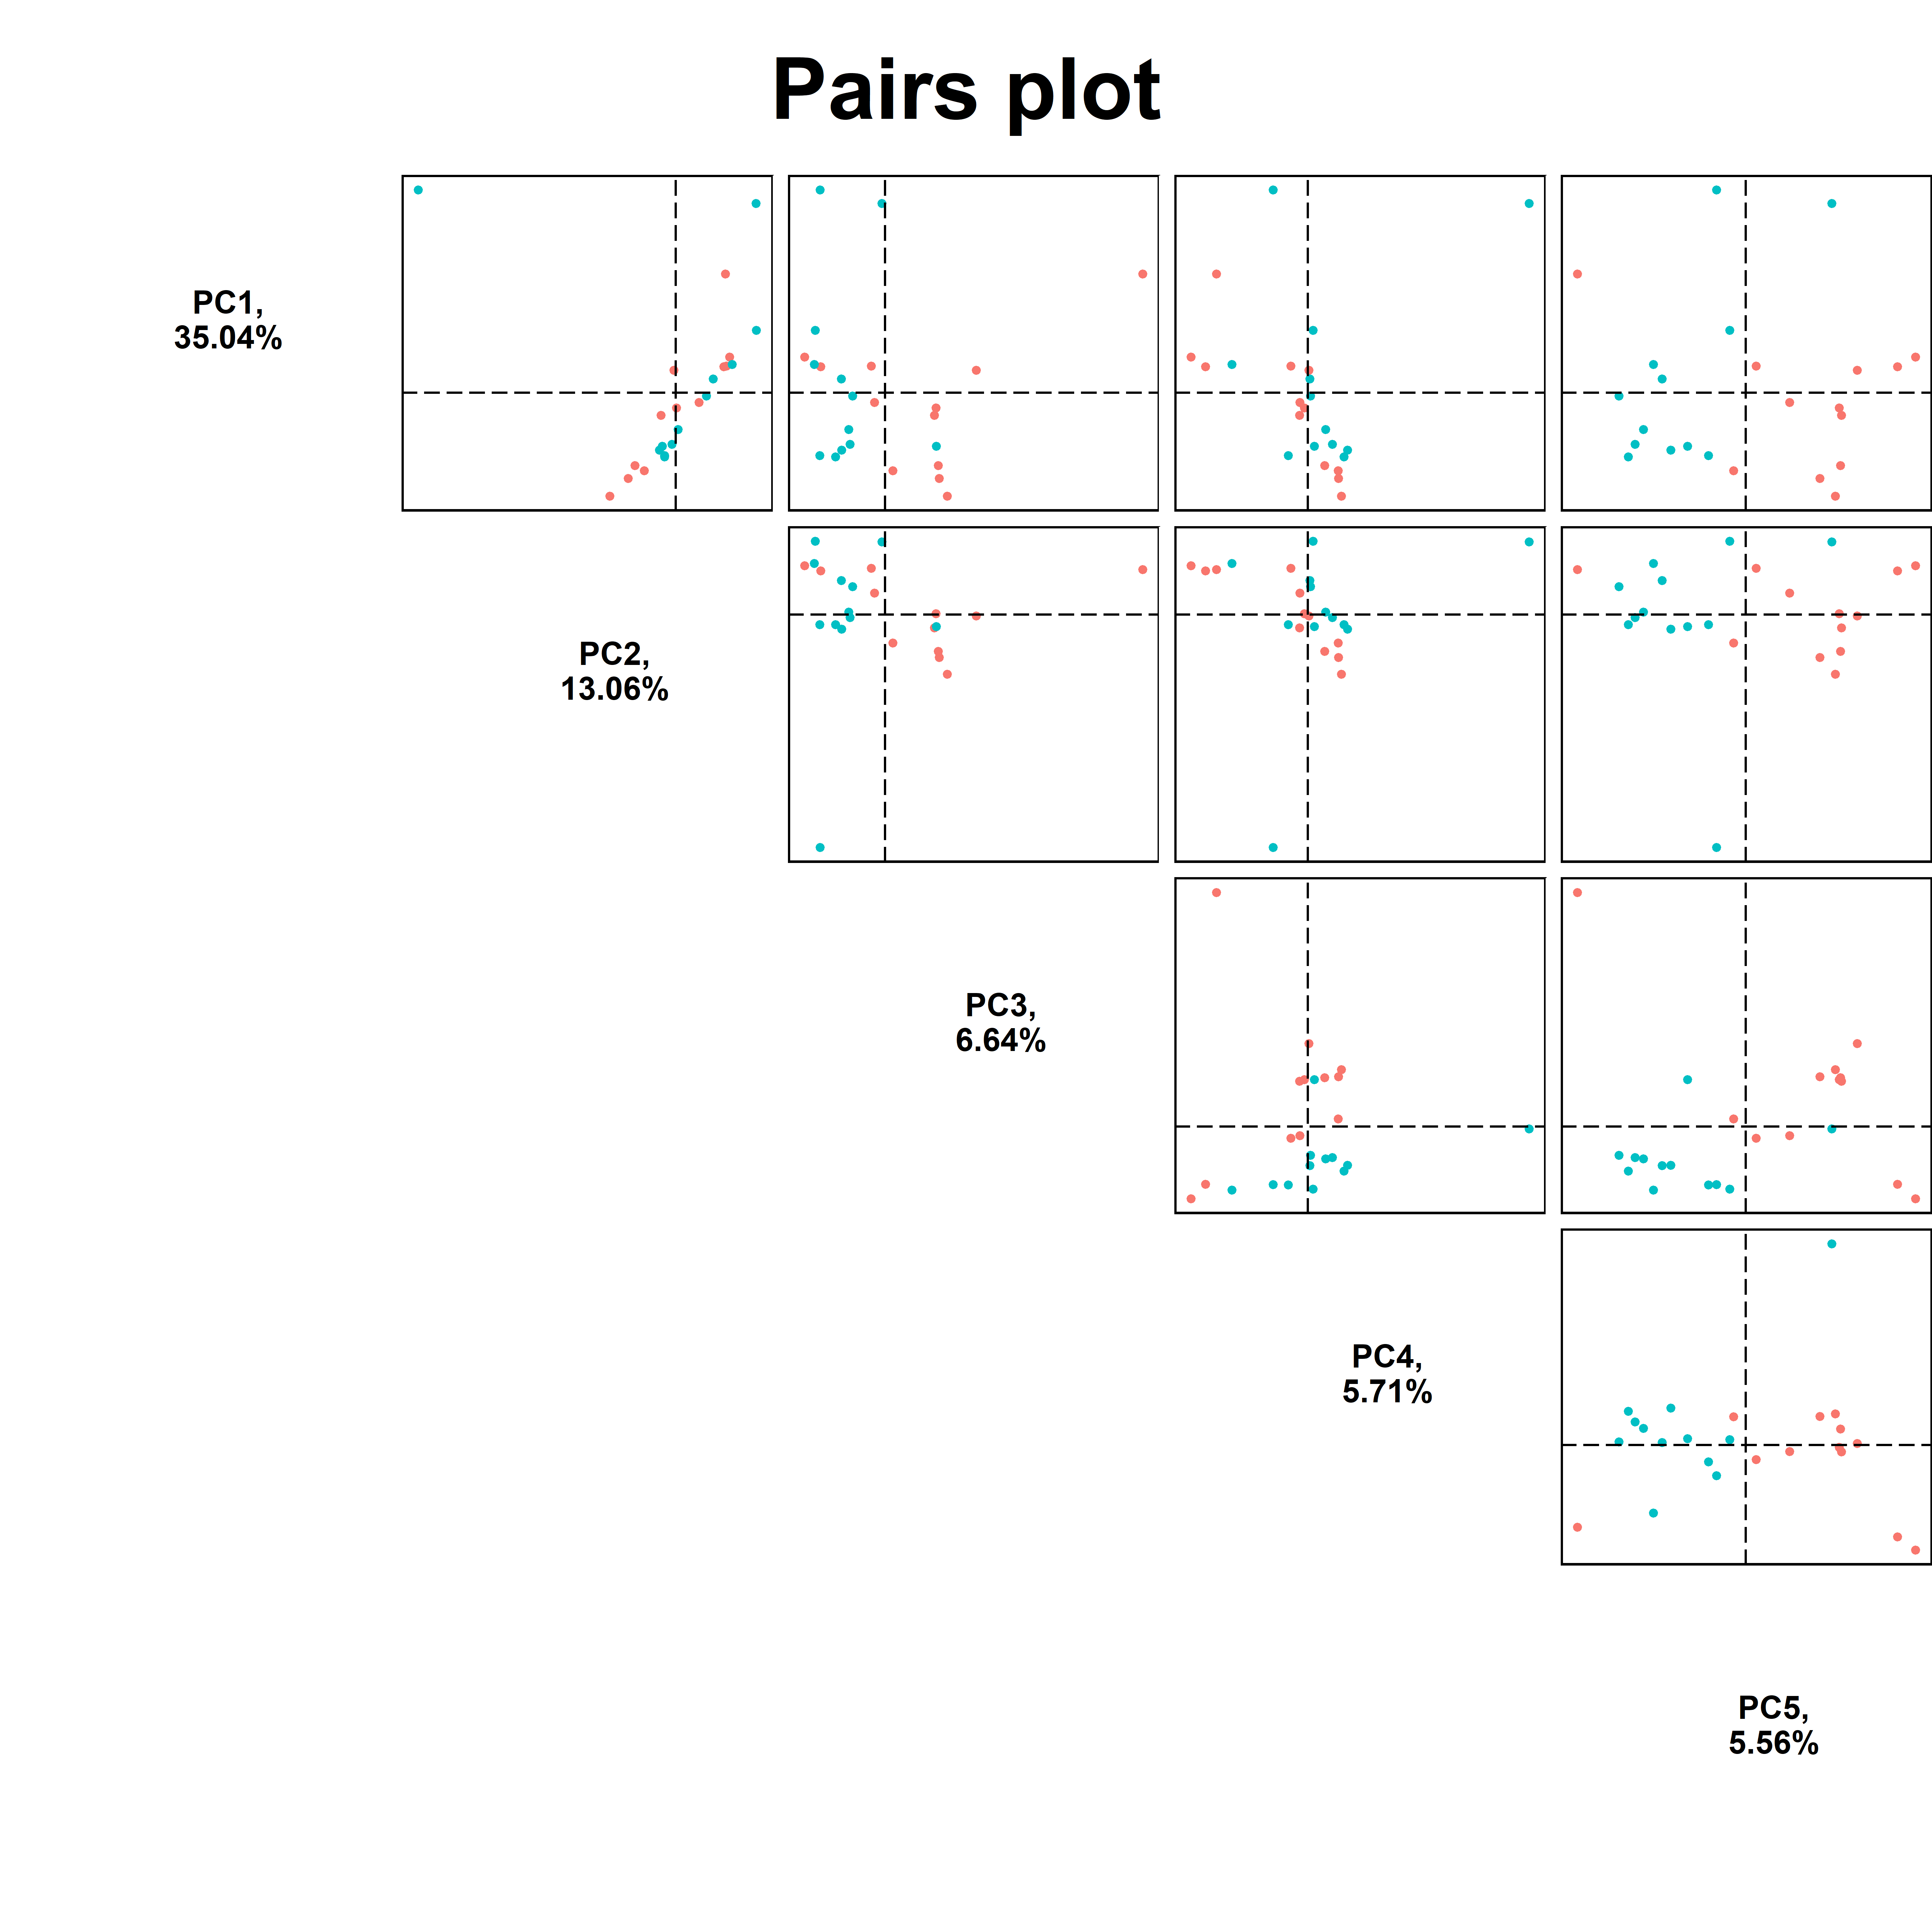 Pairs plot
PC1,
35.04%
PC2,
13.06%
PC3,
6.64%
PC4,
5.71%
PC5,
5.56%